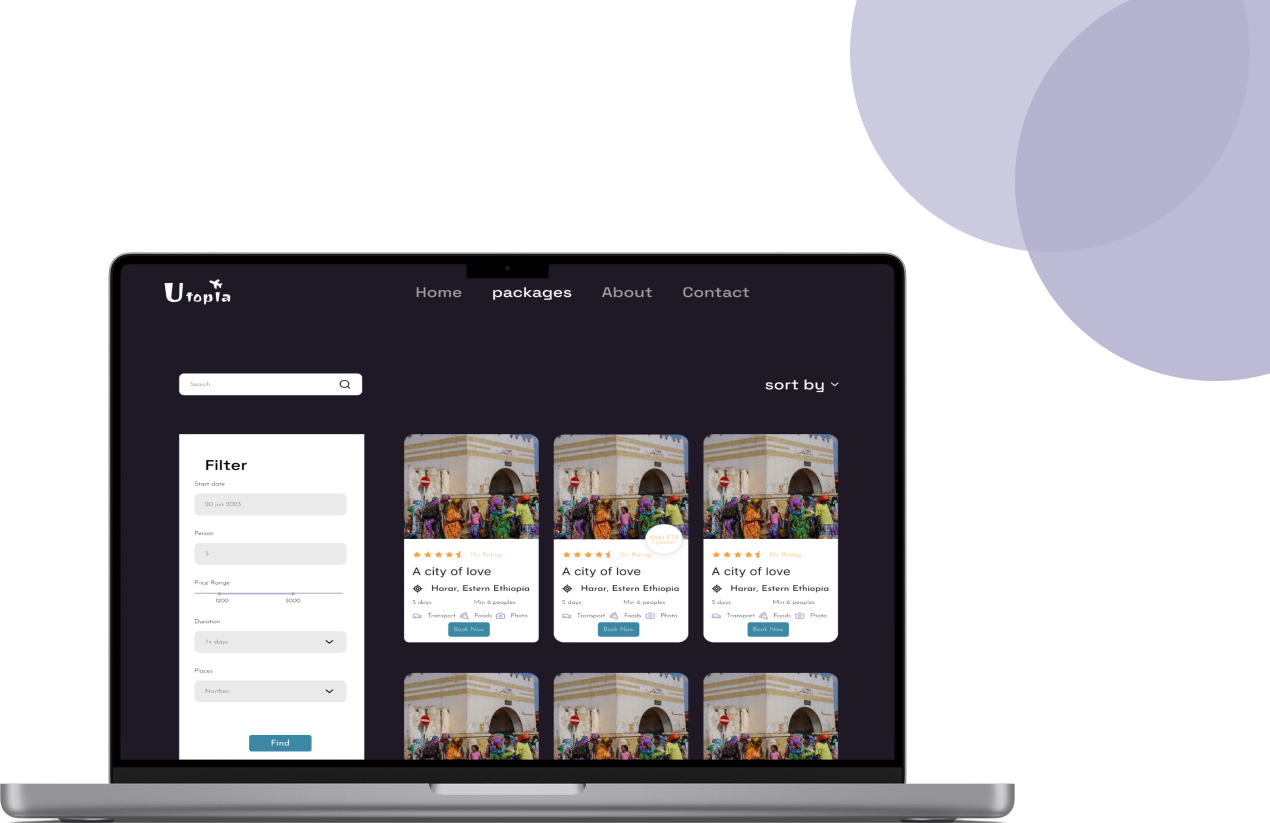 Utopia
Home packages About Contact
Search
sort by
Filter
Start date
20 jun 2023
Person
3
Price Range
1200 3000
Duration
7+ days
Places
Northen
Find
15+ Rating
A city of love
Harar, Estern Ethiopia
5 days Min 6 peoples
Transport Foods Photo
Book Now
1200 ETB
/ person
15+ Rating
A city of love
Harar, Estern Ethiopia
5 days Min 6 peoples
Transport Foods Photo
Book Now
15+ Rating
A city of love
Harar, Estern Ethiopia
5 days Min 6 peoples
Transport Foods Photo
Book Now